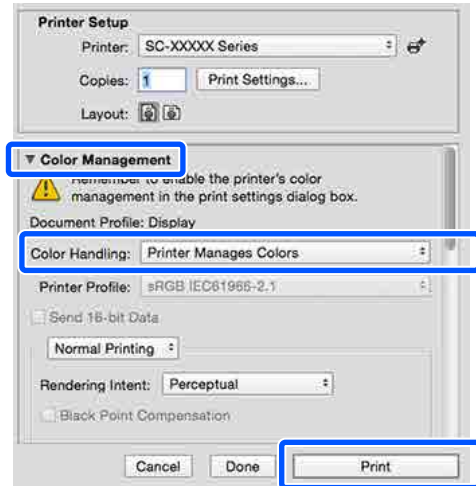 Printer Setup
Printer: SC-XXXXX Series
Copies: 1 Print Settings...
Layout:
Color Management
Remember to enable the printer's color
management in the print settings dialog box.
Document Profile: Display
Color Handling: Printer Manages Colors
Printer Profile: sRGB IEC61966-2.1
Send 16-bit Data
Normal Printing
Rendering Intent: Perceptual
Black Point Compensation
Cancel Done Print